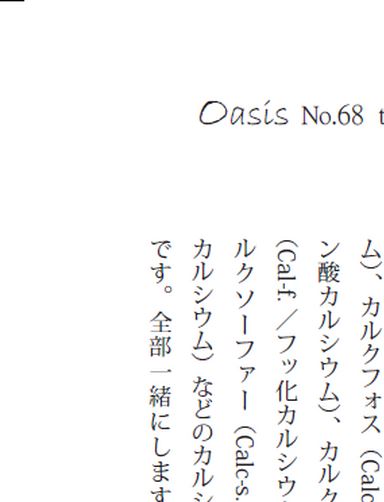 Oasis No.68
ム)、カルクフォス (Calc
ン酸カルシウム)、カルク
(Cal-f. ／フッ化カルシウ
ルクソーファー (Calc-s.
カルシウム) などのカルシ
です。全部一緒にします